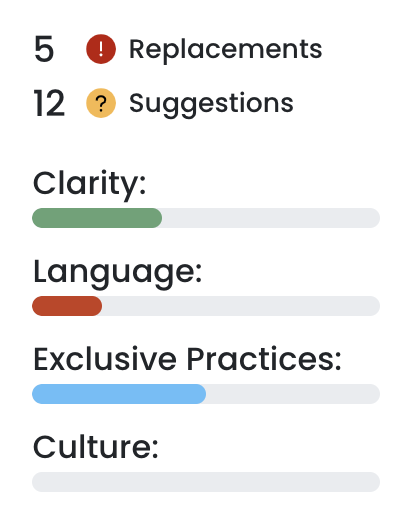 5 ! Replacements
12 ? Suggestions
Clarity:
Language:
Exclusive Practices:
Culture: